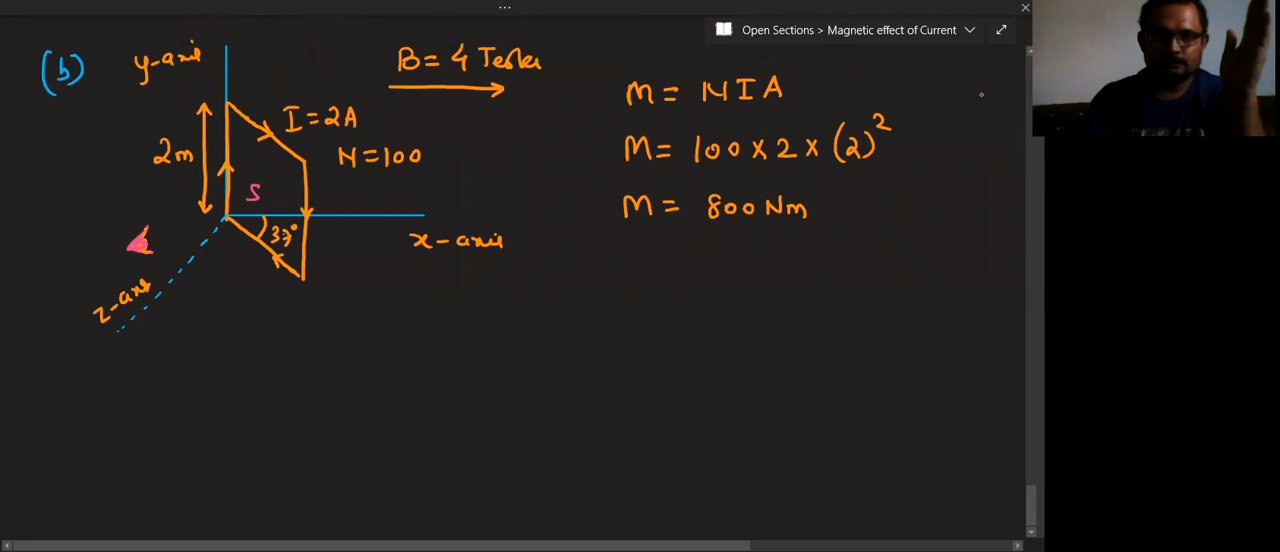 Open Sections > Magnetic effect of Current
(b)
y-axis
B = 4 Tesla
I = 2A
N = 100
2m
S
37°
x-axis
z-axis
M = NIA
M = 100 × 2 × (2)²
M = 800 Nm